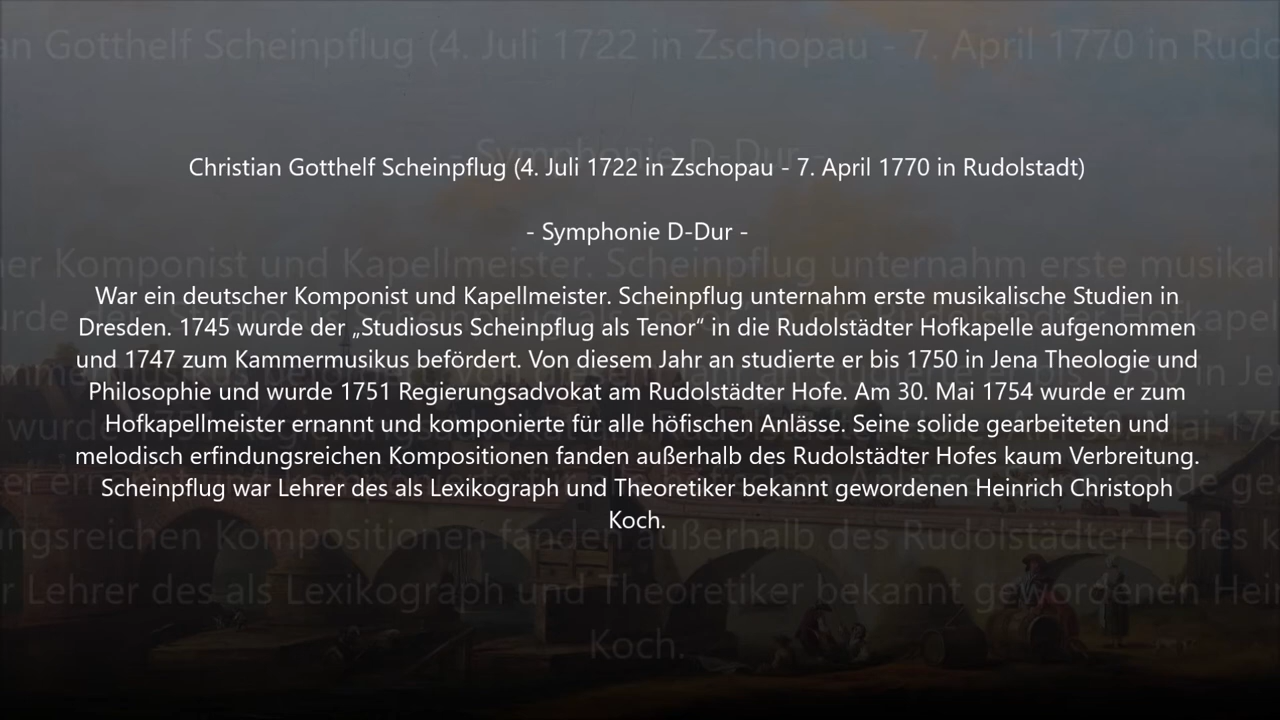 Christian Gotthelf Scheinpflug (4. Juli 1722 in Zschopau - 7. April 1770 in Rudolstadt)
- Symphonie D-Dur -
War ein deutscher Komponist und Kapellmeister. Scheinpflug unternahm erste musikalische Studien in
Dresden. 1745 wurde der „Studiosus Scheinpflug als Tenor“ in die Rudolstädter Hofkapelle aufgenommen
und 1747 zum Kammermusikus befördert. Von diesem Jahr an studierte er bis 1750 in Jena Theologie und
Philosophie und wurde 1751 Regierungsadvokat am Rudolstädter Hofe. Am 30. Mai 1754 wurde er zum
Hofkapellmeister ernannt und komponierte für alle höfischen Anlässe. Seine solide gearbeiteten und
melodisch erfindungsreichen Kompositionen fanden außerhalb des Rudolstädter Hofes kaum Verbreitung.
Scheinpflug war Lehrer des als Lexikograph und Theoretiker bekannt gewordenen Heinrich Christoph
Koch.